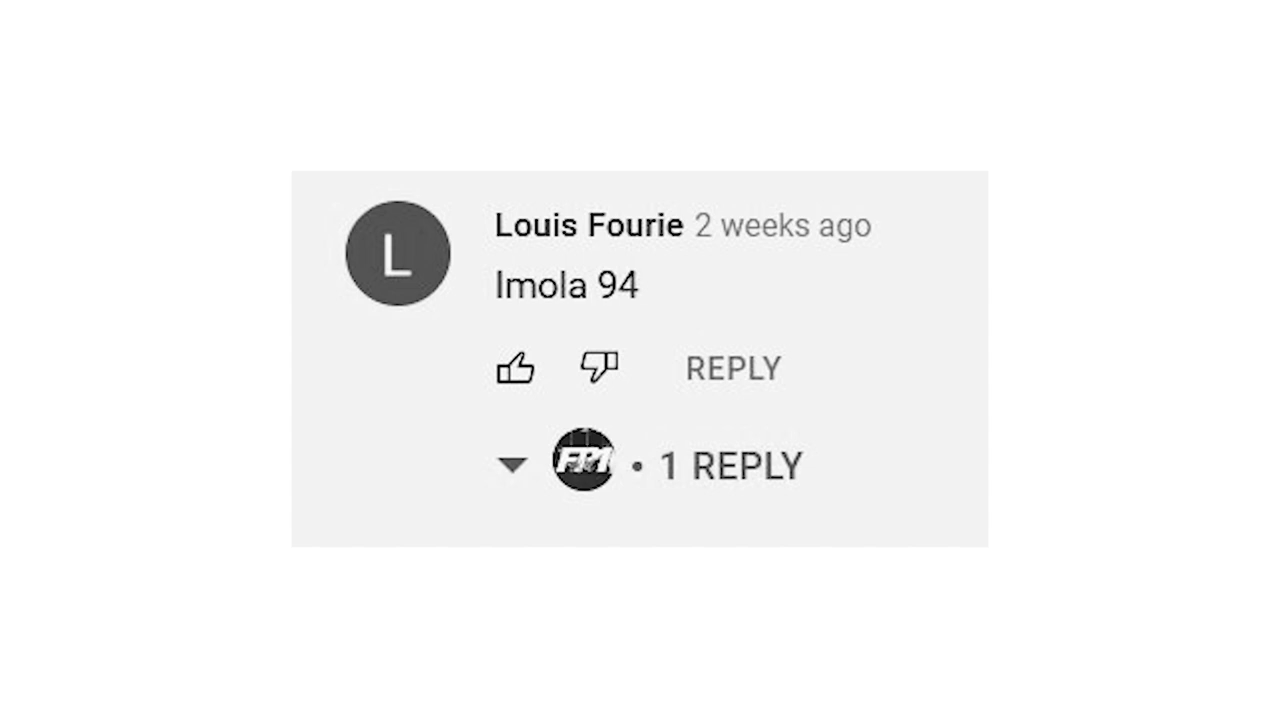 L
Louis Fourie 2 weeks ago
Imola 94
REPLY
FP1 • 1 REPLY